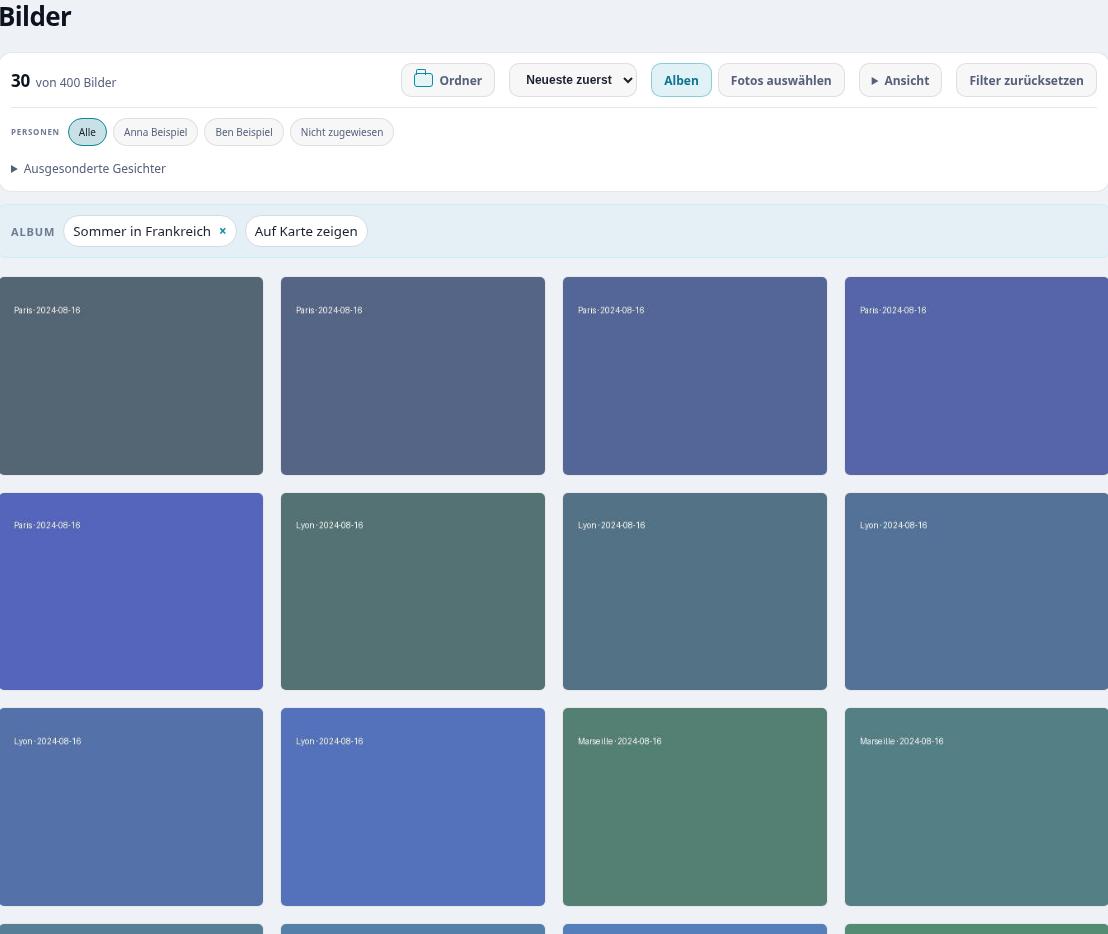 Bilder
30 von 400 Bilder
Ordner
Neueste zuerst
Alben
Fotos auswählen
Ansicht
Filter zurücksetzen
PERSONEN
Alle
Anna Beispiel
Ben Beispiel
Nicht zugewiesen
Ausgesonderte Gesichter
ALBUM
Sommer in Frankreich ×
Auf Karte zeigen
Paris · 2024-08-16
Paris · 2024-08-16
Paris · 2024-08-16
Paris · 2024-08-16
Paris · 2024-08-16
Lyon · 2024-08-16
Lyon · 2024-08-16
Lyon · 2024-08-16
Lyon · 2024-08-16
Lyon · 2024-08-16
Marseille · 2024-08-16
Marseille · 2024-08-16